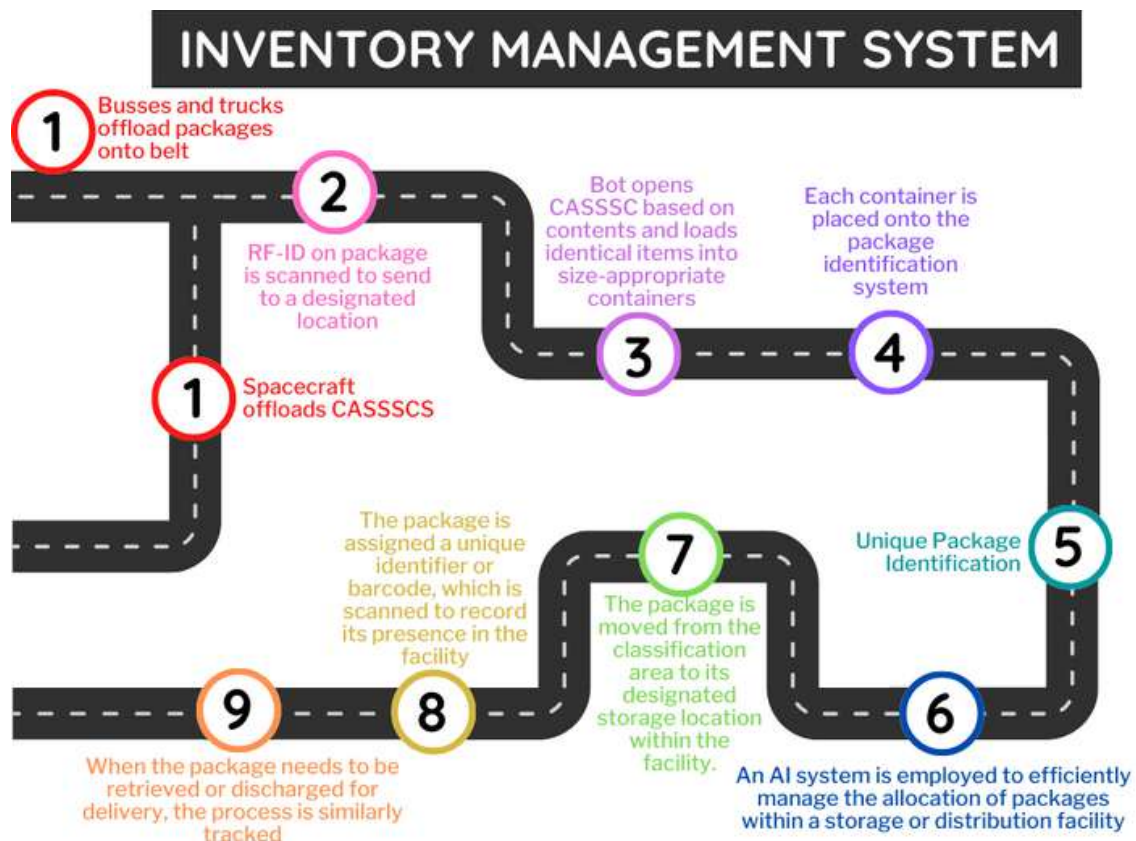 INVENTORY MANAGEMENT SYSTEM
1
Busses and trucks
offload packages
onto belt
1
Spacecraft
offloads CASSSCS
2
RF-ID on package
is scanned to send
to a designated
location
3
Bot opens
CASSSC based on
contents and loads
identical items into
size-appropriate
containers
4
Each container is
placed onto the
package
identification
system
5
Unique Package
Identification
6
An AI system is employed to efficiently
manage the allocation of packages
within a storage or distribution facility
7
The package is
moved from the
classification
area to its
designated
storage location
within the
facility.
8
The package is
assigned a unique
identifier or
barcode, which is
scanned to record
its presence in the
facility
9
When the package needs to be
retrieved or discharged for
delivery, the process is similarly
tracked